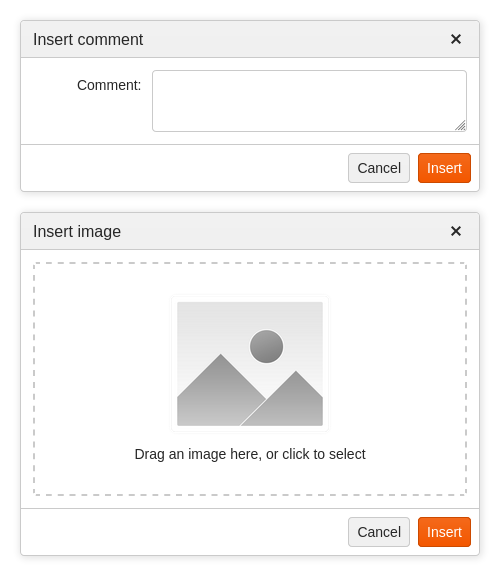 Insert comment
Comment:
Cancel Insert
Insert image
Drag an image here, or click to select
Cancel Insert